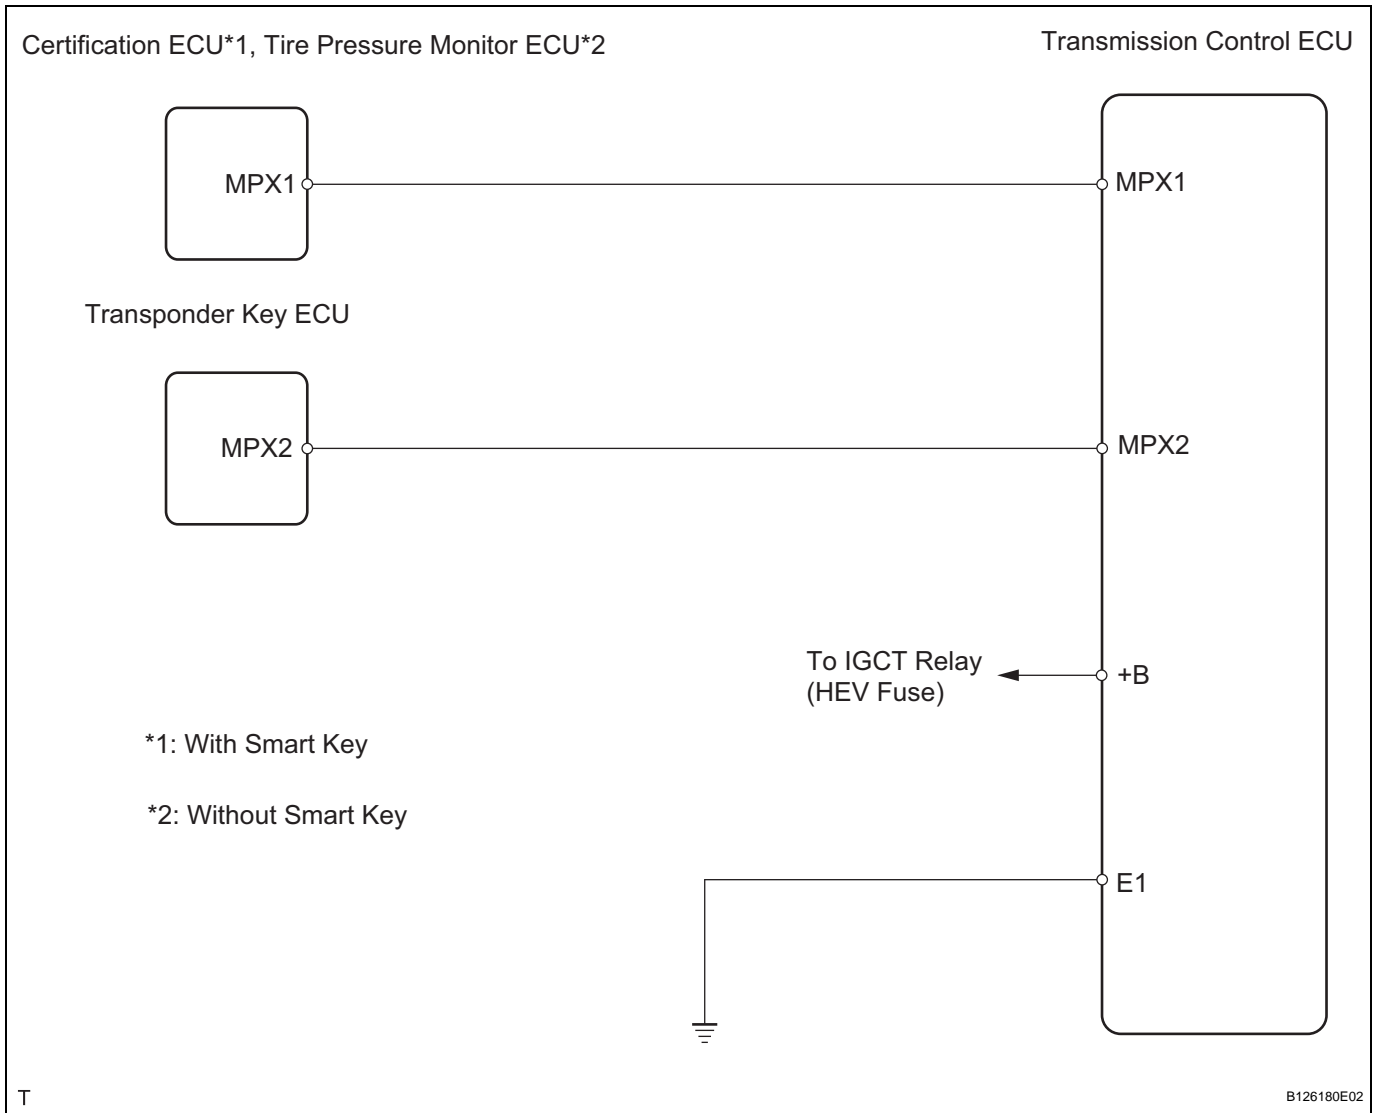 Certification ECU*1, Tire Pressure Monitor ECU*2
Transmission Control ECU
MPX1
MPX1
Transponder Key ECU
MPX2
MPX2
To IGCT Relay
(HEV Fuse)
+B
*1: With Smart Key
*2: Without Smart Key
E1
T
B126180E02